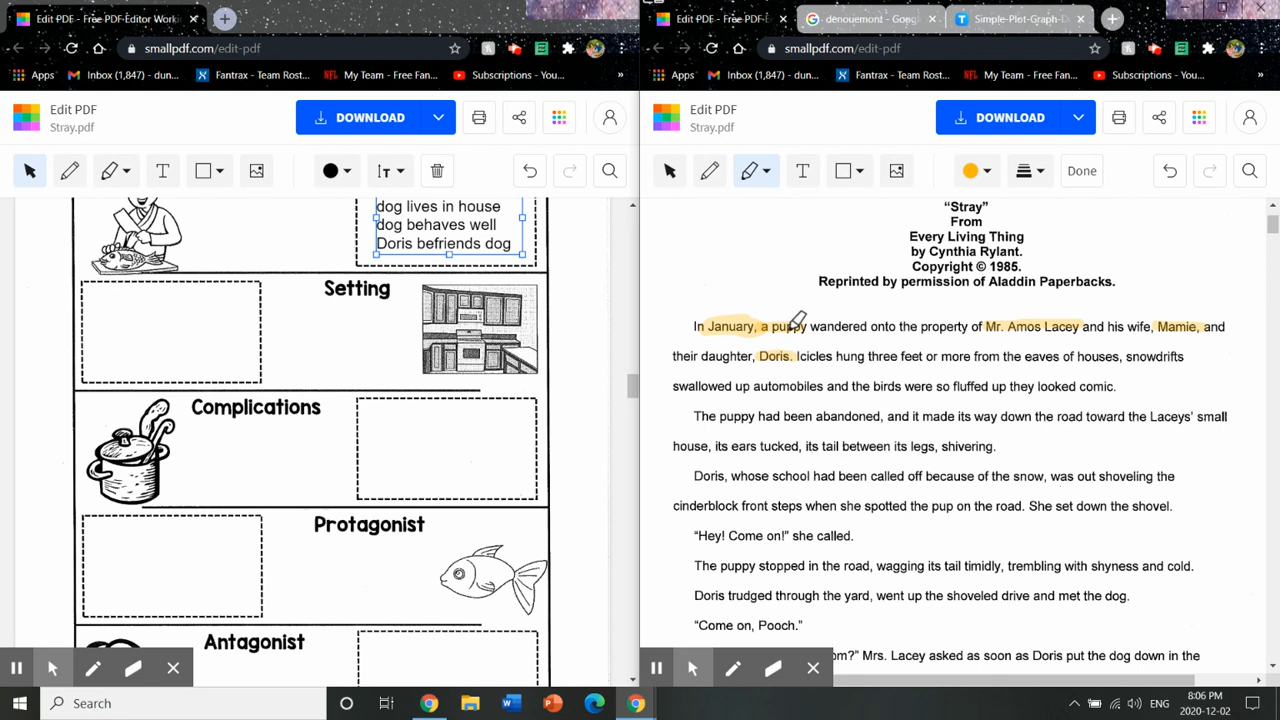 Edit PDF - Free PDF Editor Work
smallpdf.com/edit-pdf
Apps
Inbox (1,847) - dun...
Fantrax - Team Rost...
My Team - Free Fan...
Subscriptions - You...
»
Edit PDF
Stray.pdf
DOWNLOAD
T
T
dog lives in house
dog behaves well
Doris befriends dog
Setting
Complications
Protagonist
Antagonist
Edit PDF - Free PDF-E
denouemont - Goog
Simple-Plot-Graph-D
smallpdf.com/edit-pdf
Apps
Inbox (1,847) - dun...
Fantrax - Team Rost...
My Team - Free Fan...
Subscriptions - You...
»
Edit PDF
Stray.pdf
DOWNLOAD
T
Done
“Stray”
From
Every Living Thing
by Cynthia Rylant.
Copyright © 1985.
Reprinted by permission of Aladdin Paperbacks.
In January, a puppy wandered onto the property of Mr. Amos Lacey and his wife, Mamie, and
their daughter, Doris. Icicles hung three feet or more from the eaves of houses, snowdrifts
swallowed up automobiles and the birds were so fluffed up they looked comic.
The puppy had been abandoned, and it made its way down the road toward the Laceys’ small
house, its ears tucked, its tail between its legs, shivering.
Doris, whose school had been called off because of the snow, was out shoveling the
cinderblock front steps when she spotted the pup on the road. She set down the shovel.
“Hey! Come on!” she called.
The puppy stopped in the road, wagging its tail timidly, trembling with shyness and cold.
Doris trudged through the yard, went up the shoveled drive and met the dog.
“Come on, Pooch.”
om?” Mrs. Lacey asked as soon as Doris put the dog down in the
Search
8:06 PM
ENG
2020-12-02